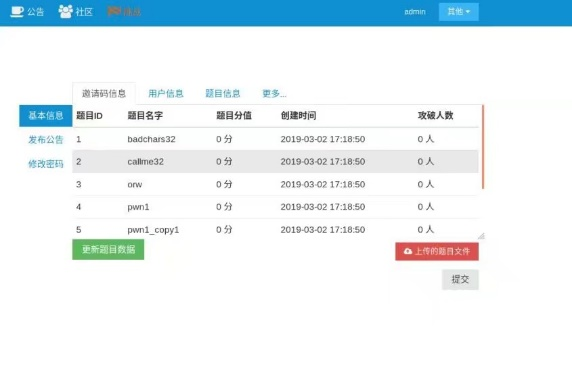 公告 社区 admin 其他
邀请码信息 用户信息 题目信息 更多...
基本信息
发布公告
修改密码
题目ID 题目名字 题目分值 创建时间 攻破人数
1 badchars32 0 分 2019-03-02 17:18:50 0 人
2 callme32 0 分 2019-03-02 17:18:50 0 人
3 orw 0 分 2019-03-02 17:18:50 0 人
4 pwn1 0 分 2019-03-02 17:18:50 0 人
5 pwn1_copy1 0 分 2019-03-02 17:18:50 0 人
更新题目数据 上传的题目文件
提交